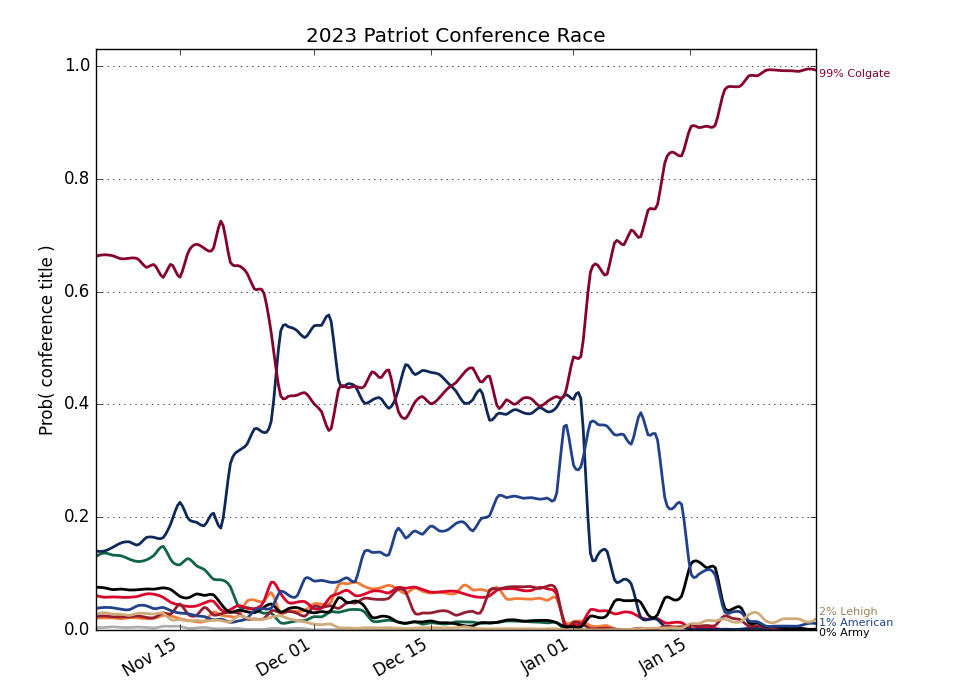 2023 Patriot Conference Race
Prob( conference title )
1.0
0.8
0.6
0.4
0.2
0.0
Nov 15
Dec 01
Dec 15
Jan 01
Jan 15
99% Colgate
2% Lehigh
1% American
0% Army